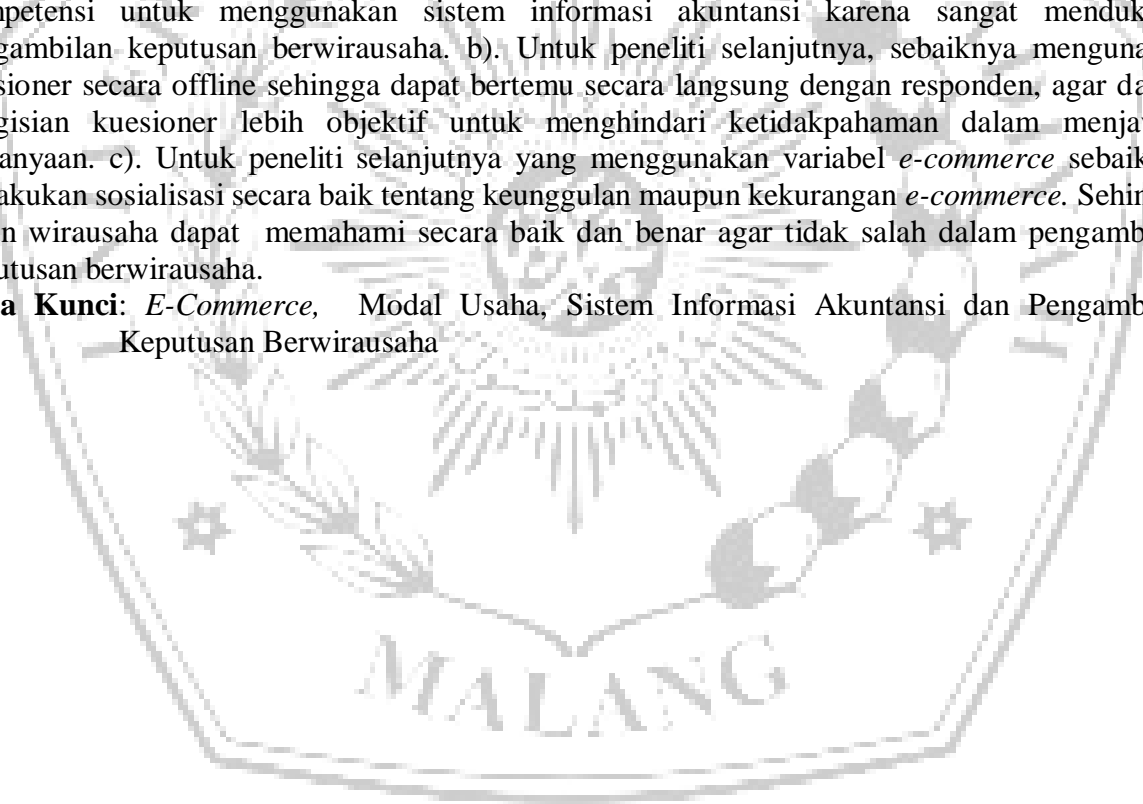 mpetensi untuk menggunakan sistem informasi akuntansi karena sangat menduk
gambilan keputusan berwirausaha. b). Untuk peneliti selanjutnya, sebaiknya menguna
sioner secara offline sehingga dapat bertemu secara langsung dengan responden, agar da
gisian kuesioner lebih objektif untuk menghindari ketidakpahaman dalam menja
anyaan. c). Untuk peneliti selanjutnya yang menggunakan variabel e-commerce sebaik
akukan sosialisasi secara baik tentang keunggulan maupun kekurangan e-commerce. Sehin
n wirausaha dapat memahami secara baik dan benar agar tidak salah dalam pengamb
utusan berwirausaha.
a Kunci: E-Commerce, Modal Usaha, Sistem Informasi Akuntansi dan Pengamb
Keputusan Berwirausaha
MALANG